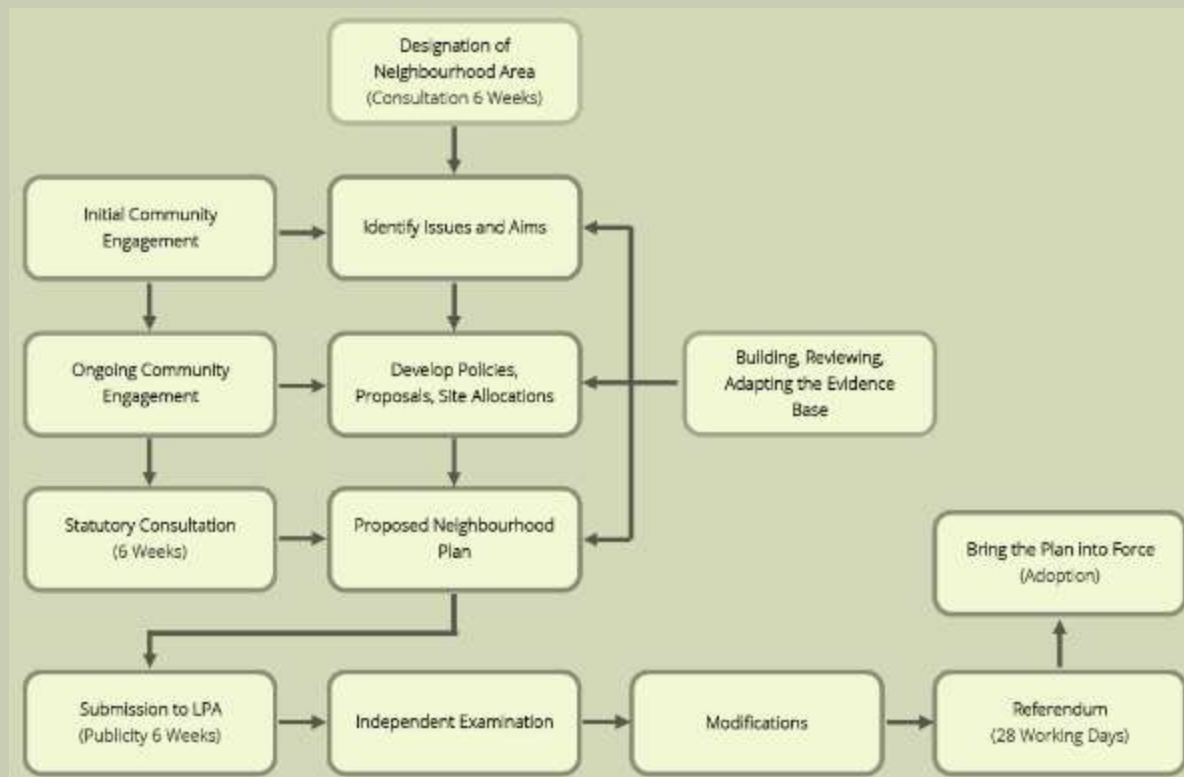 Designation of
Neighbourhood Area
(Consultation 6 Weeks)
Initial Community
Engagement
Identify Issues and Aims
Ongoing Community
Engagement
Develop Policies,
Proposals, Site Allocations
Building, Reviewing,
Adapting the Evidence
Base
Statutory Consultation
(6 Weeks)
Proposed Neighbourhood
Plan
Bring the Plan into Force
(Adoption)
Submission to LPA
(Publicity 6 Weeks)
Independent Examination
Modifications
Referendum
(28 Working Days)